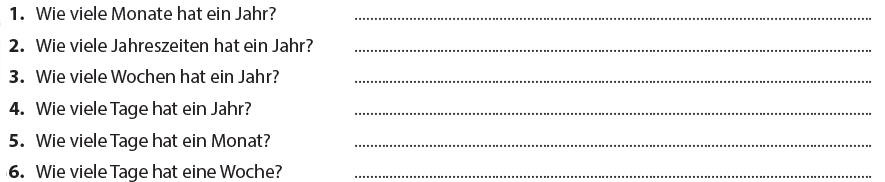 1. Wie viele Monate hat ein Jahr? ................................................................
2. Wie viele Jahreszeiten hat ein Jahr? ................................................................
3. Wie viele Wochen hat ein Jahr? ................................................................
4. Wie viele Tage hat ein Jahr? ................................................................
5. Wie viele Tage hat ein Monat? ................................................................
6. Wie viele Tage hat eine Woche? ................................................................